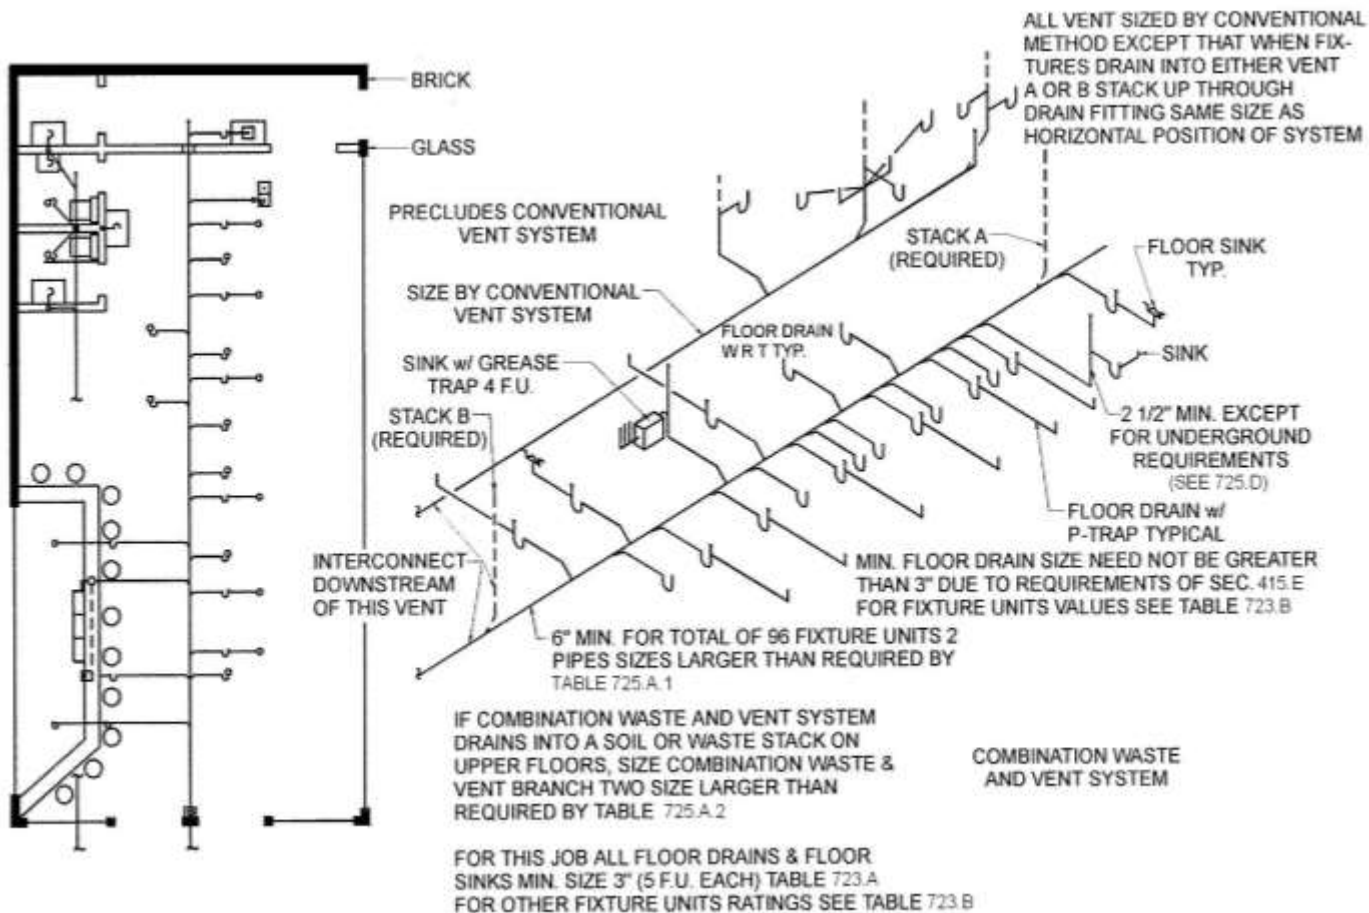 ALL VENT SIZED BY CONVENTIONAL
METHOD EXCEPT THAT WHEN FIX-
TURES DRAIN INTO EITHER VENT
A OR B STACK UP THROUGH
DRAIN FITTING SAME SIZE AS
HORIZONTAL POSITION OF SYSTEM
BRICK
GLASS
PRECLUDES CONVENTIONAL
VENT SYSTEM
STACK A
(REQUIRED)
FLOOR SINK
TYP.
SIZE BY CONVENTIONAL
VENT SYSTEM
FLOOR DRAIN
W R T TYP.
SINK w/ GREASE
TRAP 4 F.U.
SINK
STACK B
(REQUIRED)
2 1/2" MIN. EXCEPT
FOR UNDERGROUND
REQUIREMENTS
(SEE 725.D)
FLOOR DRAIN w/
P-TRAP TYPICAL
INTERCONNECT
DOWNSTREAM
OF THIS VENT
MIN. FLOOR DRAIN SIZE NEED NOT BE GREATER
THAN 3" DUE TO REQUIREMENTS OF SEC. 415.E
FOR FIXTURE UNITS VALUES SEE TABLE 723.B
6" MIN. FOR TOTAL OF 96 FIXTURE UNITS 2
PIPES SIZES LARGER THAN REQUIRED BY
TABLE 725.A.1
IF COMBINATION WASTE AND VENT SYSTEM
DRAINS INTO A SOIL OR WASTE STACK ON
UPPER FLOORS, SIZE COMBINATION WASTE &
VENT BRANCH TWO SIZE LARGER THAN
REQUIRED BY TABLE 725.A.2
COMBINATION WASTE
AND VENT SYSTEM
FOR THIS JOB ALL FLOOR DRAINS & FLOOR
SINKS MIN. SIZE 3" (5 F.U. EACH) TABLE 723.A
FOR OTHER FIXTURE UNITS RATINGS SEE TABLE 723.B